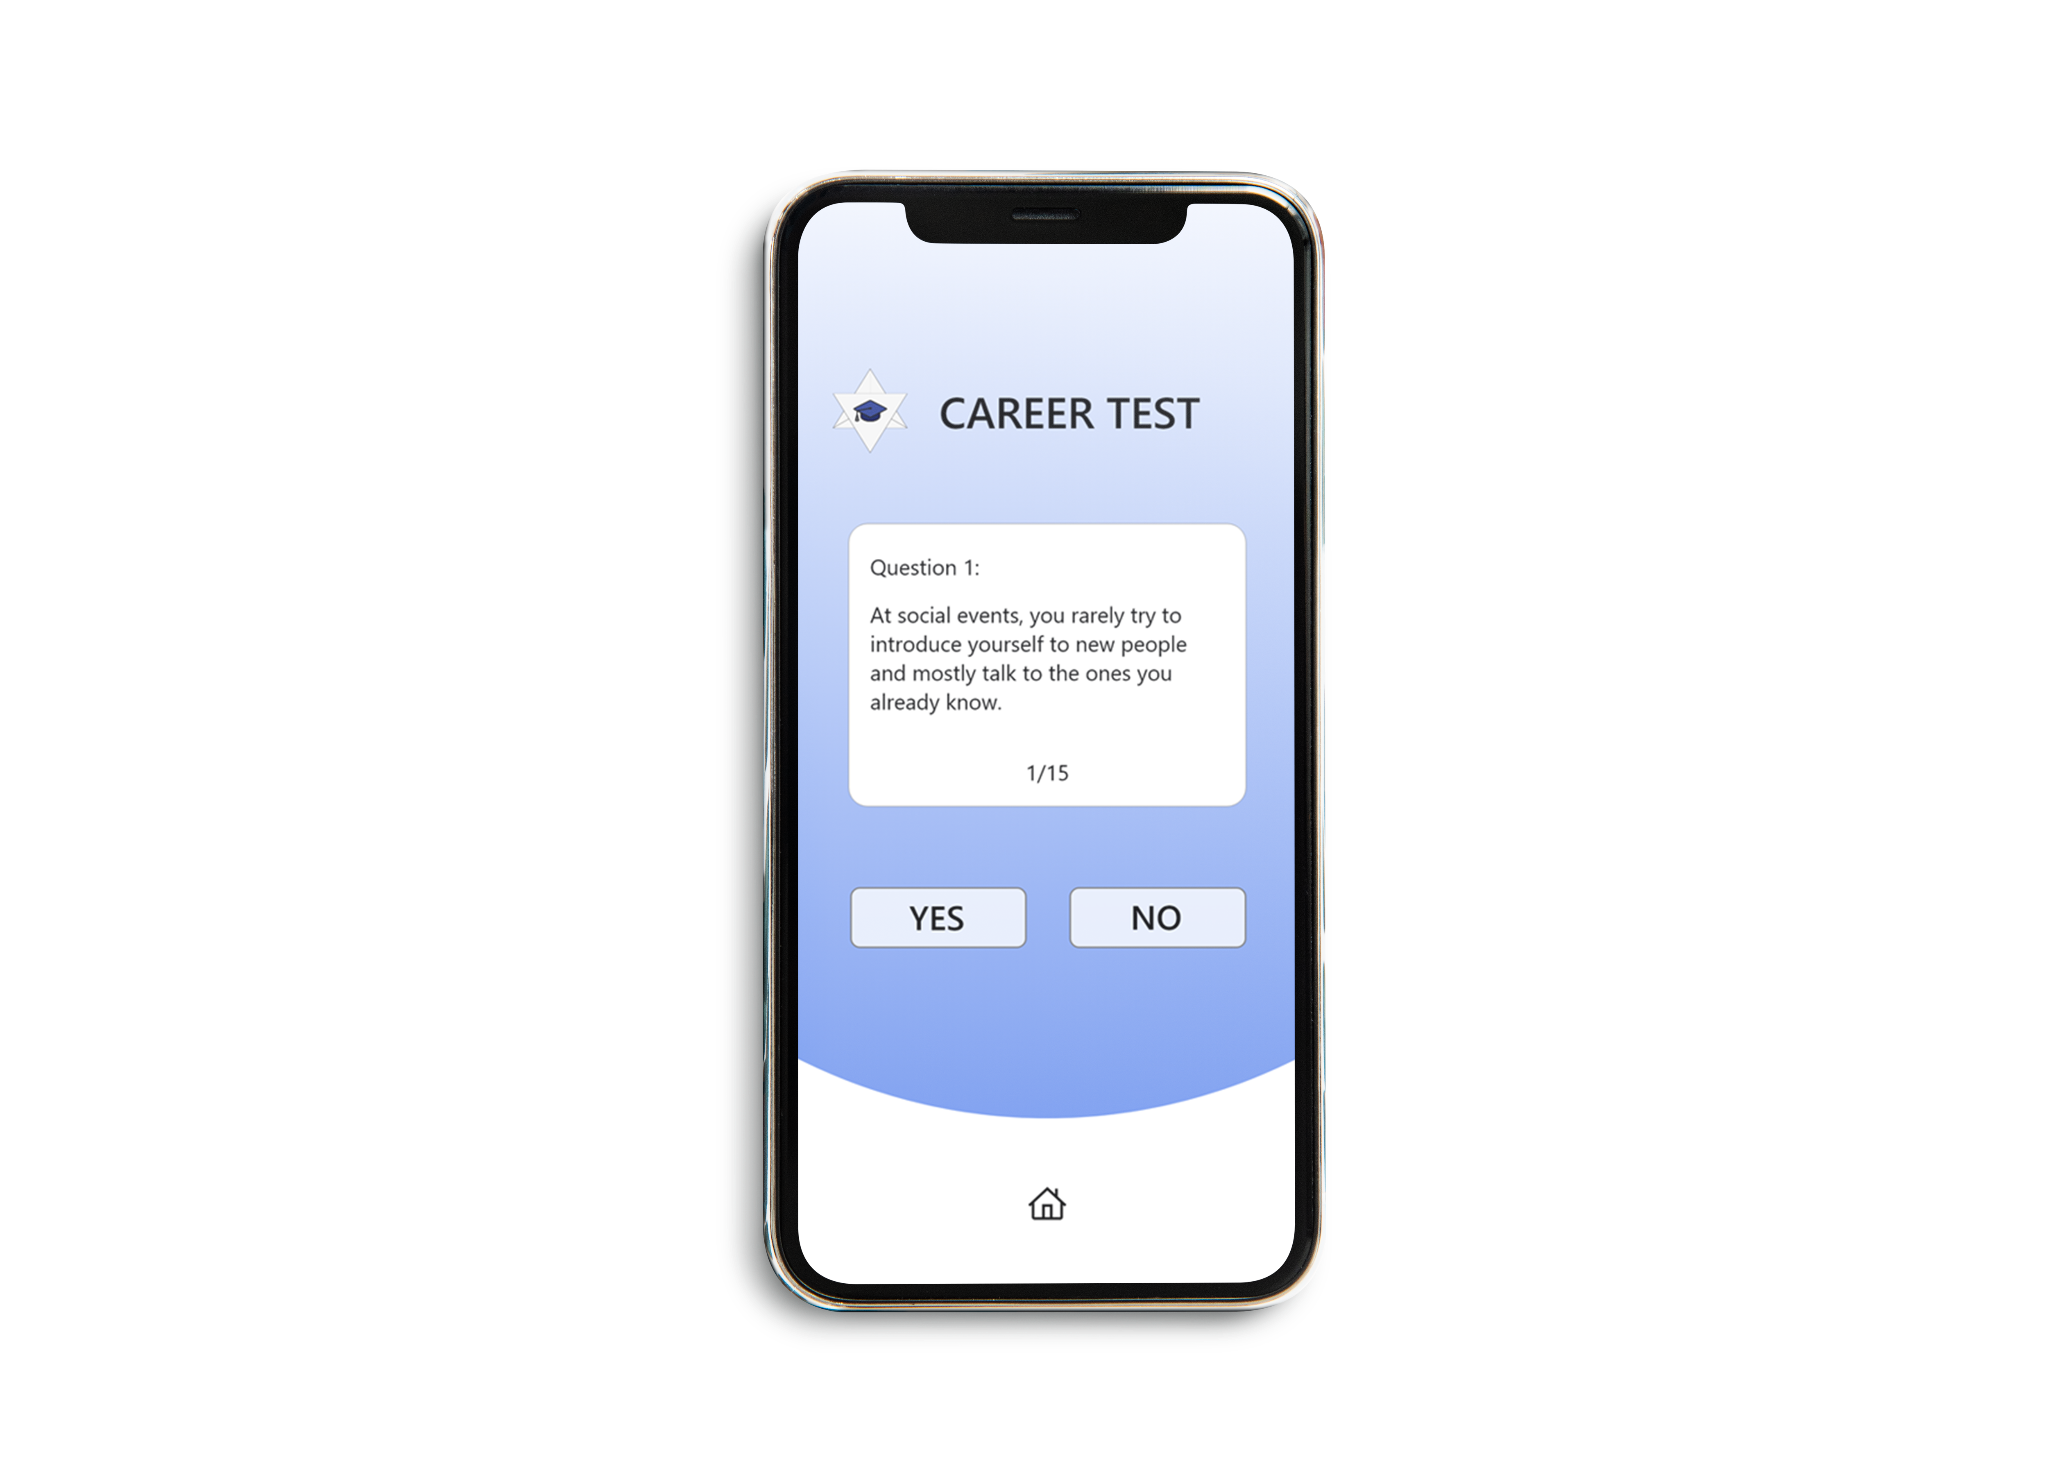 CAREER TEST
Question 1:
At social events, you rarely try to
introduce yourself to new people
and mostly talk to the ones you
already know.
1/15
YES
NO